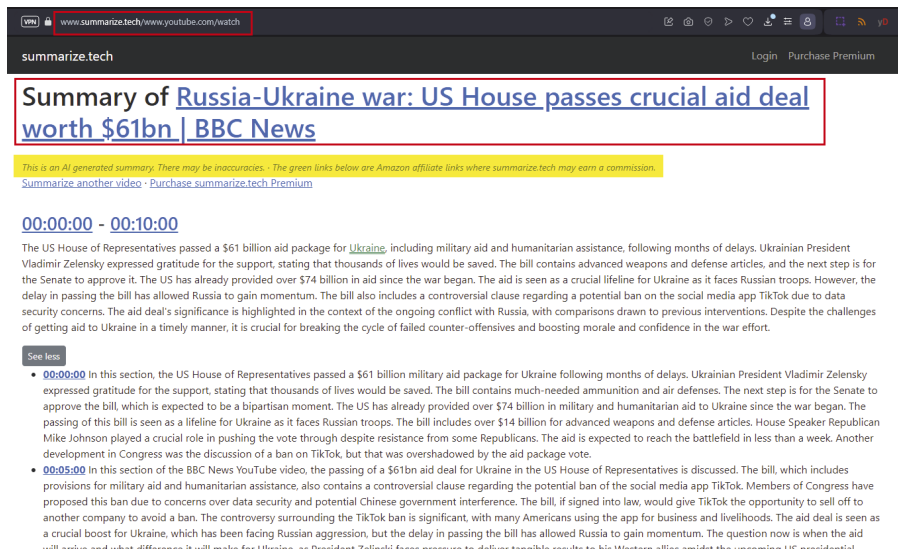 VPN www.summarize.tech/www.youtube.com/watch
summarize.tech Login Purchase Premium
Summary of Russia-Ukraine war: US House passes crucial aid deal
worth $61bn | BBC News
This is an AI generated summary. There may be inaccuracies. - The green links below are Amazon affiliate links where summarize.tech may earn a commission.
Summarize another video · Purchase summarize.tech Premium
00:00:00 - 00:10:00
The US House of Representatives passed a $61 billion aid package for Ukraine, including military aid and humanitarian assistance, following months of delays. Ukrainian President
Vladimir Zelensky expressed gratitude for the support, stating that thousands of lives would be saved. The bill contains advanced weapons and defense articles, and the next step is for
the Senate to approve it. The US has already provided over $74 billion in aid since the war began. The aid is seen as a crucial lifeline for Ukraine as it faces Russian troops. However, the
delay in passing the bill has allowed Russia to gain momentum. The bill also includes a controversial clause regarding a potential ban on the social media app TikTok due to data
security concerns. The aid deal's significance is highlighted in the context of the ongoing conflict with Russia, with comparisons drawn to previous interventions. Despite the challenges
of getting aid to Ukraine in a timely manner, it is crucial for breaking the cycle of failed counter-offensives and boosting morale and confidence in the war effort.
See less
• 00:00:00 In this section, the US House of Representatives passed a $61 billion military aid package for Ukraine following months of delays. Ukrainian President Vladimir Zelensky
expressed gratitude for the support, stating that thousands of lives would be saved. The bill contains much-needed ammunition and air defenses. The next step is for the Senate to
approve the bill, which is expected to be a bipartisan moment. The US has already provided over $74 billion in military and humanitarian aid to Ukraine since the war began. The
passing of this bill is seen as a lifeline for Ukraine as it faces Russian troops. The bill includes over $14 billion for advanced weapons and defense articles. House Speaker Republican
Mike Johnson played a crucial role in pushing the vote through despite resistance from some Republicans. The aid is expected to reach the battlefield in less than a week. Another
development in Congress was the discussion of a ban on TikTok, but that was overshadowed by the aid package vote.
• 00:05:00 In this section of the BBC News YouTube video, the passing of a $61bn aid deal for Ukraine in the US House of Representatives is discussed. The bill, which includes
provisions for military aid and humanitarian assistance, also contains a controversial clause regarding the potential ban of the social media app TikTok. Members of Congress have
proposed this ban due to concerns over data security and potential Chinese government interference. The bill, if signed into law, would give TikTok the opportunity to sell off to
another company to avoid a ban. The controversy surrounding the TikTok ban is significant, with many Americans using the app for business and livelihoods. The aid deal is seen as
a crucial boost for Ukraine, which has been facing Russian aggression, but the delay in passing the bill has allowed Russia to gain momentum. The question now is when the aid
will arrive and what difference it will make for Ukraine, as President Zelinski faces pressure to deliver tangible results to his Western allies amidst the upcoming US presidential